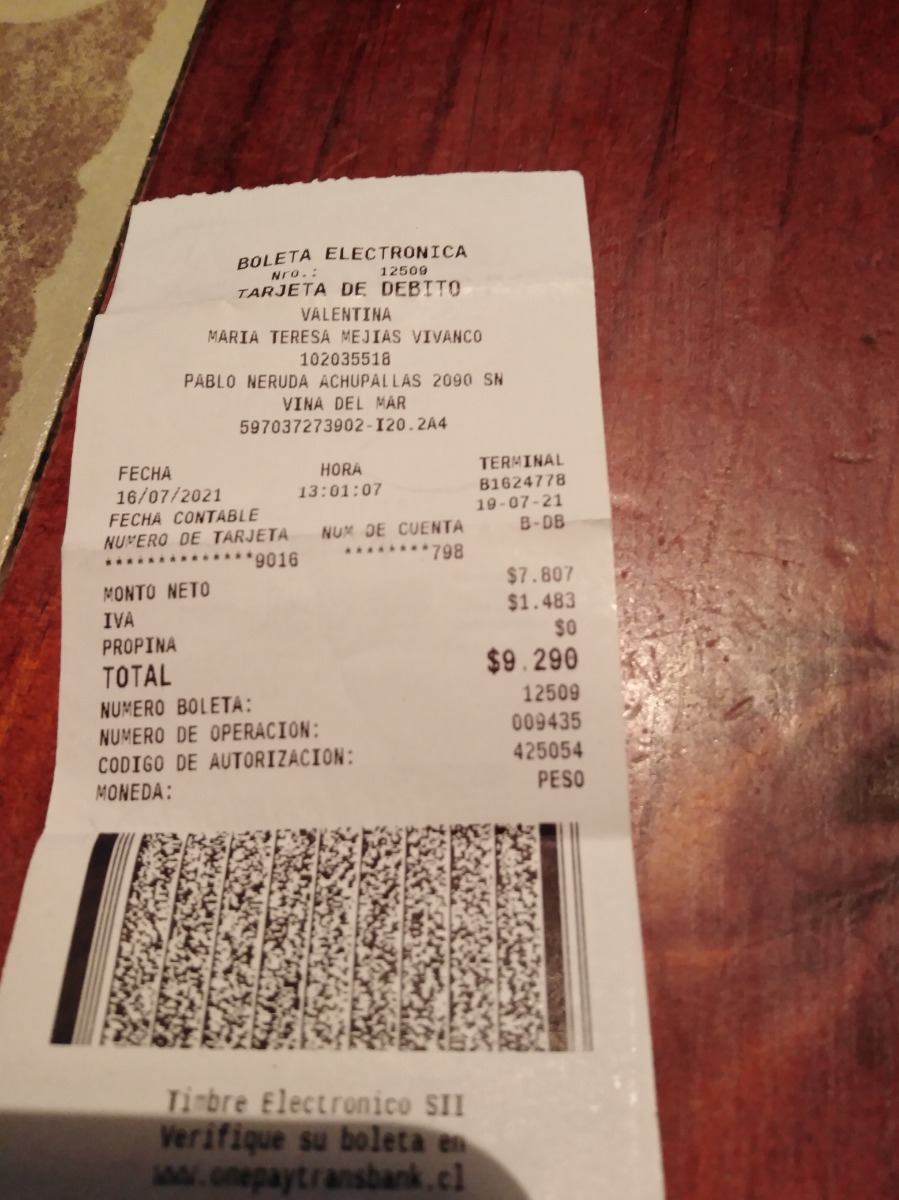 BOLETA ELECTRONICA
Nro.: 12509
TARJETA DE DEBITO
VALENTINA
MARIA TERESA MEJIAS VIVANCO
102035518
PABLO NERUDA ACHUPALLAS 2090 SN
VINA DEL MAR
597037273902-I20.2A4
FECHA HORA TERMINAL
16/07/2021 13:01:07 B1624778
FECHA CONTABLE 19-07-21
NUMERO DE TARJETA NUM DE CUENTA B-DB
**************9016 ********798
MONTO NETO $7.807
IVA $1.483
PROPINA $0
TOTAL $9.290
NUMERO BOLETA: 12509
NUMERO DE OPERACION: 009435
CODIGO DE AUTORIZACION: 425054
MONEDA: PESO
Timbre Electronico SII
Verifique su boleta en
www.onepaytransbank.cl